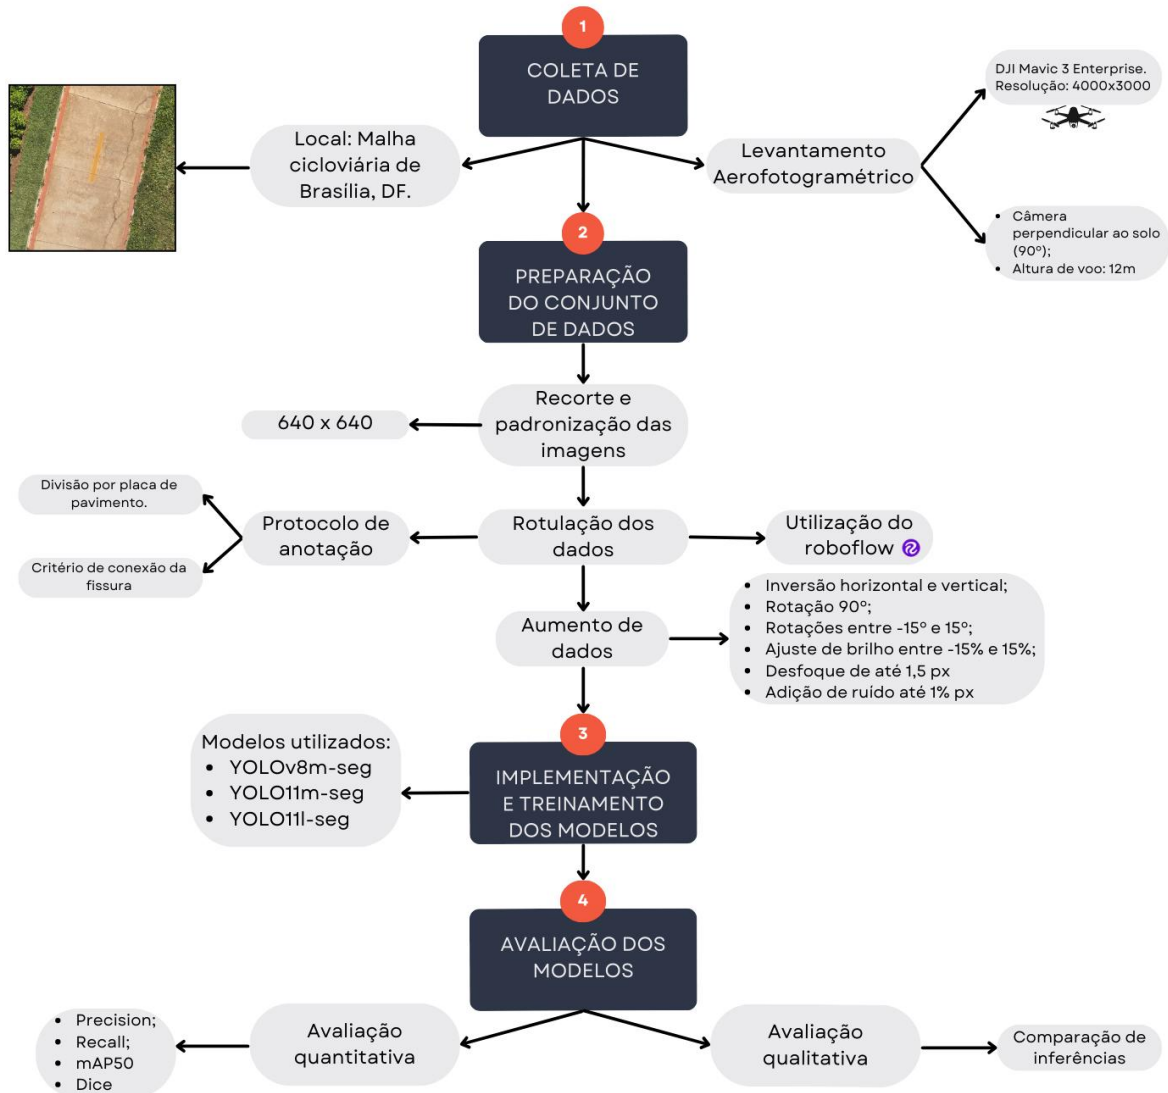 1
COLETA DE
DADOS
DJI Mavic 3 Enterprise.
Resolução: 4000x3000
Local: Malha
cicloviária de
Brasília, DF.
Levantamento
Aerofotogramétrico
• Câmera
perpendicular ao solo
(90º);
• Altura de voo: 12m
2
PREPARAÇÃO
DO CONJUNTO
DE DADOS
Recorte e
padronização das
imagens
640 x 640
Divisão por placa de
pavimento.
Protocolo de
anotação
Critério de conexão da
fissura
Rotulação dos
dados
Utilização do
roboflow
Aumento de
dados
• Inversão horizontal e vertical;
• Rotação 90º;
• Rotações entre -15º e 15º;
• Ajuste de brilho entre -15% e 15%;
• Desfoque de até 1,5 px
• Adição de ruído até 1% px
3
IMPLEMENTAÇÃO
E TREINAMENTO
DOS MODELOS
Modelos utilizados:
• YOLOv8m-seg
• YOLO11m-seg
• YOLO11l-seg
4
AVALIAÇÃO DOS
MODELOS
Avaliação
quantitativa
• Precision;
• Recall;
• mAP50
• Dice
Avaliação
qualitativa
Comparação de
inferências